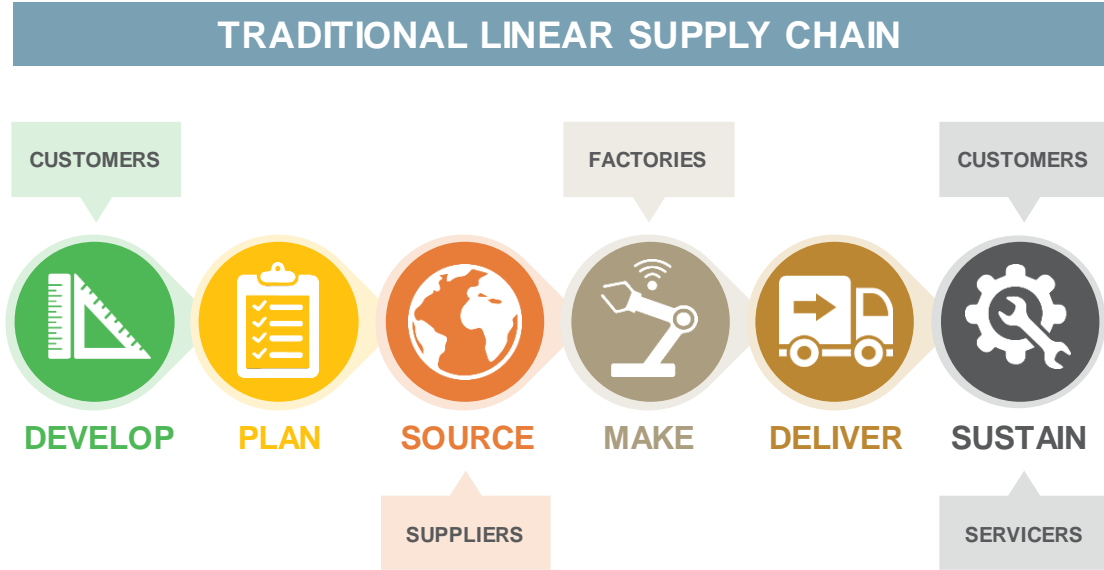 TRADITIONAL LINEAR SUPPLY CHAIN
CUSTOMERS
FACTORIES
CUSTOMERS
DEVELOP
PLAN
SOURCE
MAKE
DELIVER
SUSTAIN
SUPPLIERS
SERVICERS